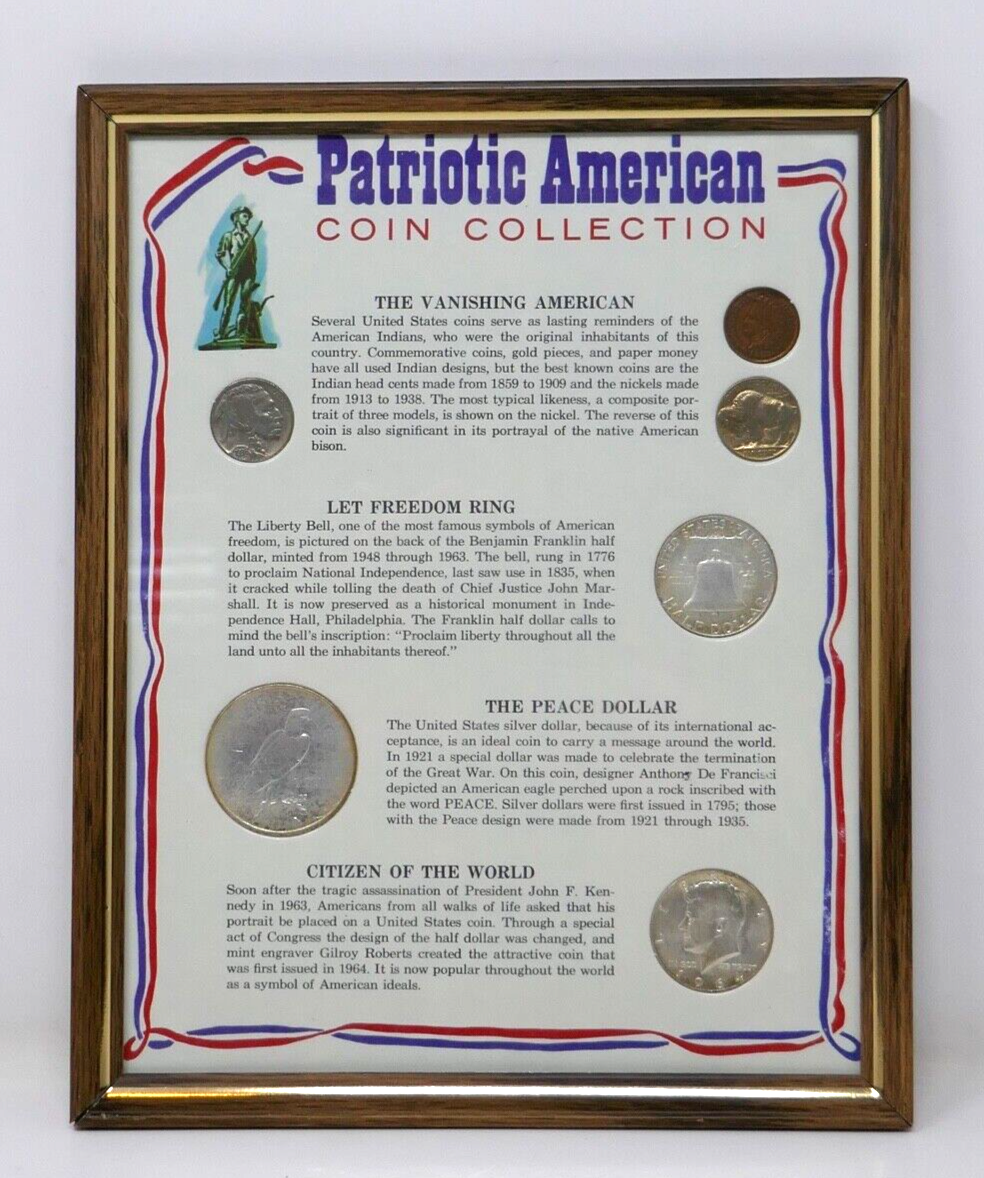 Patriotic American
COIN COLLECTION
THE VANISHING AMERICAN
Several United States coins serve as lasting reminders of the
American Indians, who were the original inhabitants of this
country. Commemorative coins, gold pieces, and paper money
have all used Indian designs, but the best known coins are the
Indian head cents made from 1859 to 1909 and the nickels made
from 1913 to 1938. The most typical likeness, a composite por-
trait of three models, is shown on the nickel. The reverse of this
coin is also significant in its portrayal of the native American
bison.
LET FREEDOM RING
The Liberty Bell, one of the most famous symbols of American
freedom, is pictured on the back of the Benjamin Franklin half
dollar, minted from 1948 through 1963. The bell, rung in 1776
to proclaim National Independence, last saw use in 1835, when
it cracked while tolling the death of Chief Justice John Mar-
shall. It is now preserved as a historical monument in Inde-
pendence Hall, Philadelphia. The Franklin half dollar calls to
mind the bell's inscription: "Proclaim liberty throughout all the
land unto all the inhabitants thereof."
UNITED STATES OF AMERICA
HALF DOLLAR
THE PEACE DOLLAR
The United States silver dollar, because of its international ac-
ceptance, is an ideal coin to carry a message around the world.
In 1921 a special dollar was made to celebrate the termination
of the Great War. On this coin, designer Anthony De Francisci
depicted an American eagle perched upon a rock inscribed with
the word PEACE. Silver dollars were first issued in 1795; those
with the Peace design were made from 1921 through 1935.
CITIZEN OF THE WORLD
Soon after the tragic assassination of President John F. Ken-
nedy in 1963, Americans from all walks of life asked that his
portrait be placed on a United States coin. Through a special
act of Congress the design of the half dollar was changed, and
mint engraver Gilroy Roberts created the attractive coin that
was first issued in 1964. It is now popular throughout the world
as a symbol of American ideals.
IN GOD WE TRUST
1964